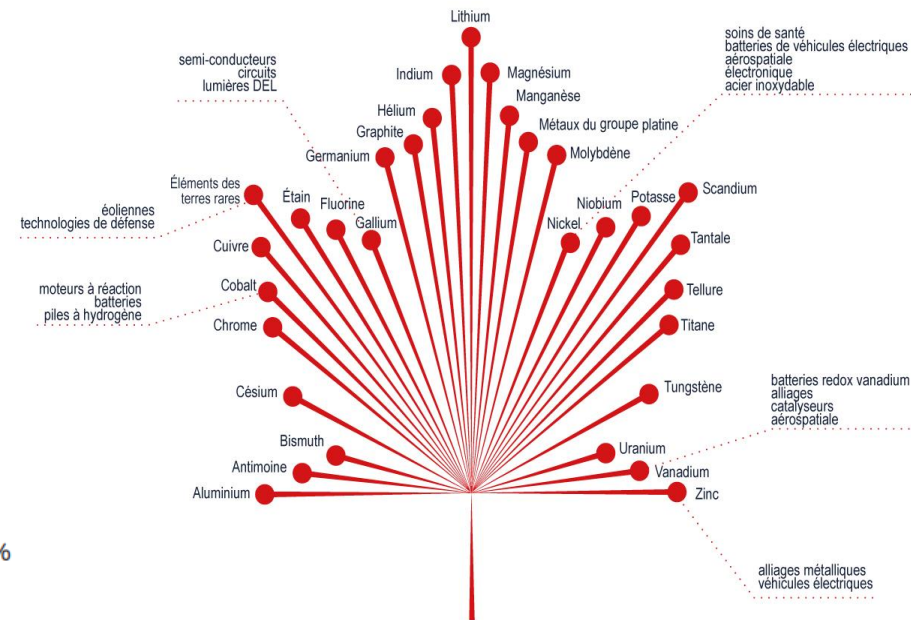 Lithium
soins de santé
batteries de véhicules électriques
aérospatiale
électronique
acier inoxydable
semi-conducteurs
circuits
lumières DEL
Indium
Magnésium
Hélium
Manganèse
Graphite
Métaux du groupe platine
Germanium
Molybdène
Éléments des
terres rares
Étain
Fluorine
Gallium
Nickel
Niobium
Potasse
Scandium
éoliennes
technologies de défense
Cuivre
Tantale
moteurs à réaction
batteries
piles à hydrogène
Cobalt
Tellure
Chrome
Titane
Césium
Tungstène
batteries redox vanadium
alliages
catalyseurs
aérospatiale
Bismuth
Uranium
Antimoine
Vanadium
Aluminium
Zinc
%
alliages métalliques
véhicules électriques